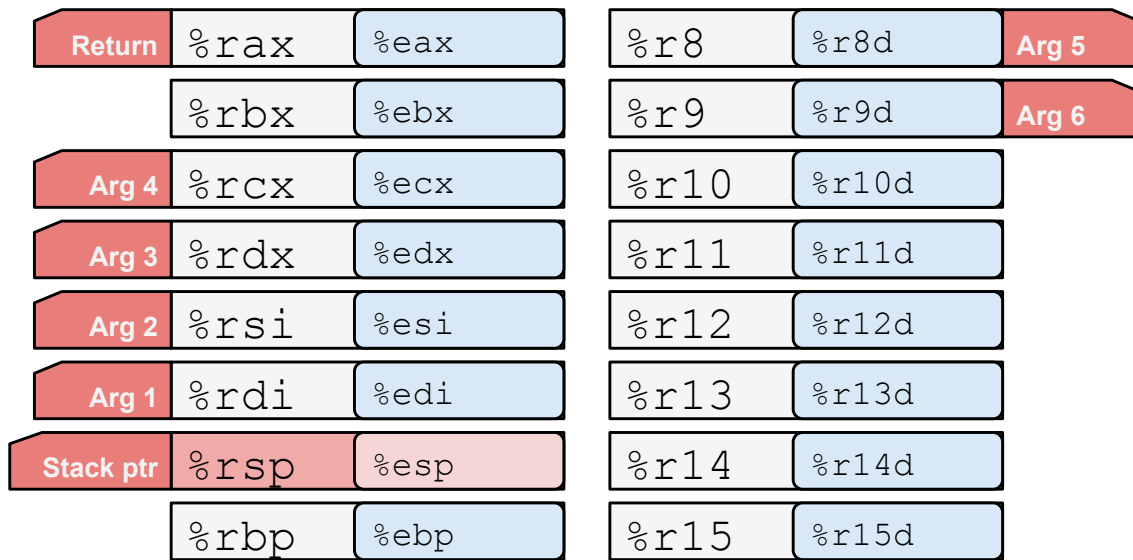 Return %rax %eax %r8 %r8d Arg 5
%rbx %ebx %r9 %r9d Arg 6
Arg 4 %rcx %ecx %r10 %r10d
Arg 3 %rdx %edx %r11 %r11d
Arg 2 %rsi %esi %r12 %r12d
Arg 1 %rdi %edi %r13 %r13d
Stack ptr %rsp %esp %r14 %r14d
%rbp %ebp %r15 %r15d